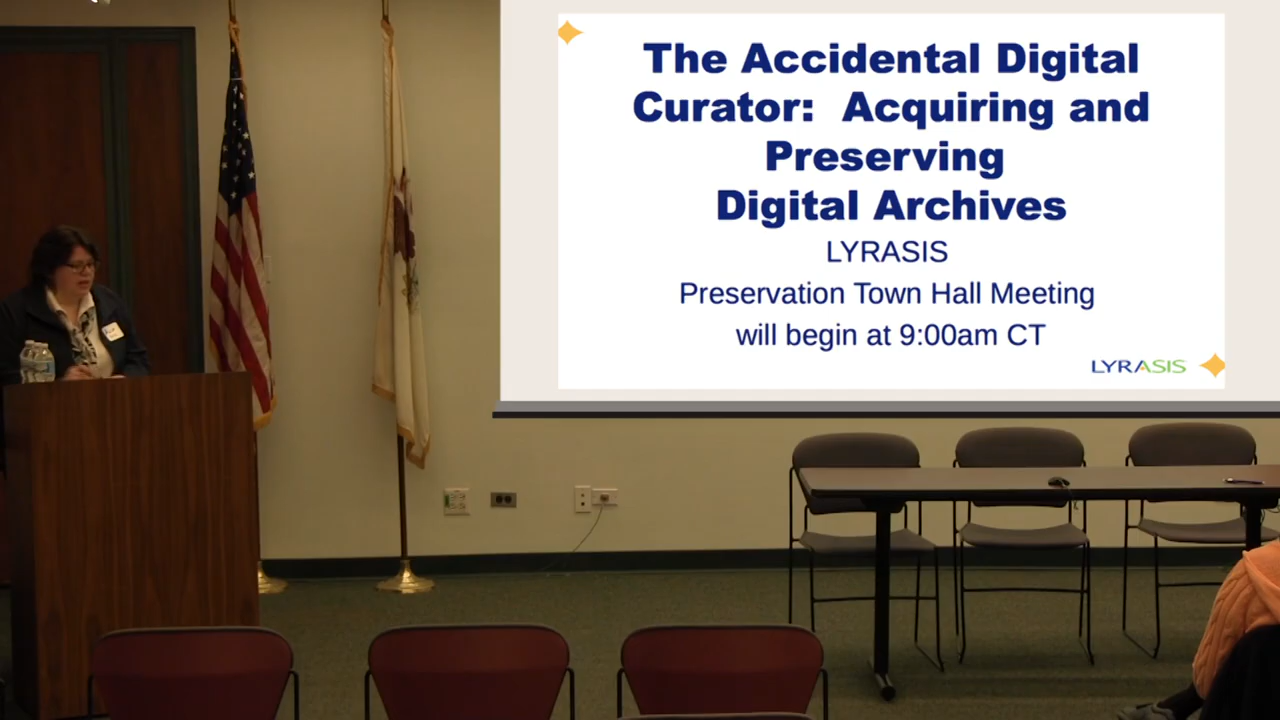 The Accidental Digital
Curator: Acquiring and
Preserving
Digital Archives
LYRASIS
Preservation Town Hall Meeting
will begin at 9:00am CT
LYRASIS